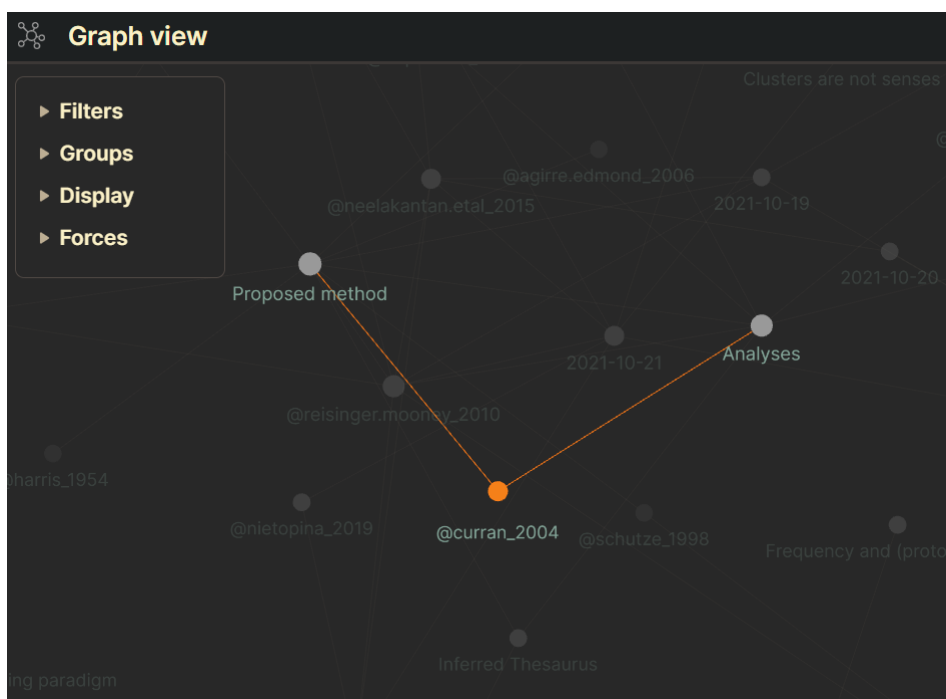 Graph view
Clusters are not senses
Filters
Groups
Display
Forces
@agirre.edmond_2006
@neelakantan.etal_2015
2021-10-19
2021-10-20
Proposed method
Analyses
2021-10-21
@reisinger.mooney_2010
harris_1954
@nietopina_2019
@curran_2004
@schutze_1998
Frequency and (proto
Inferred Thesaurus
ing paradigm